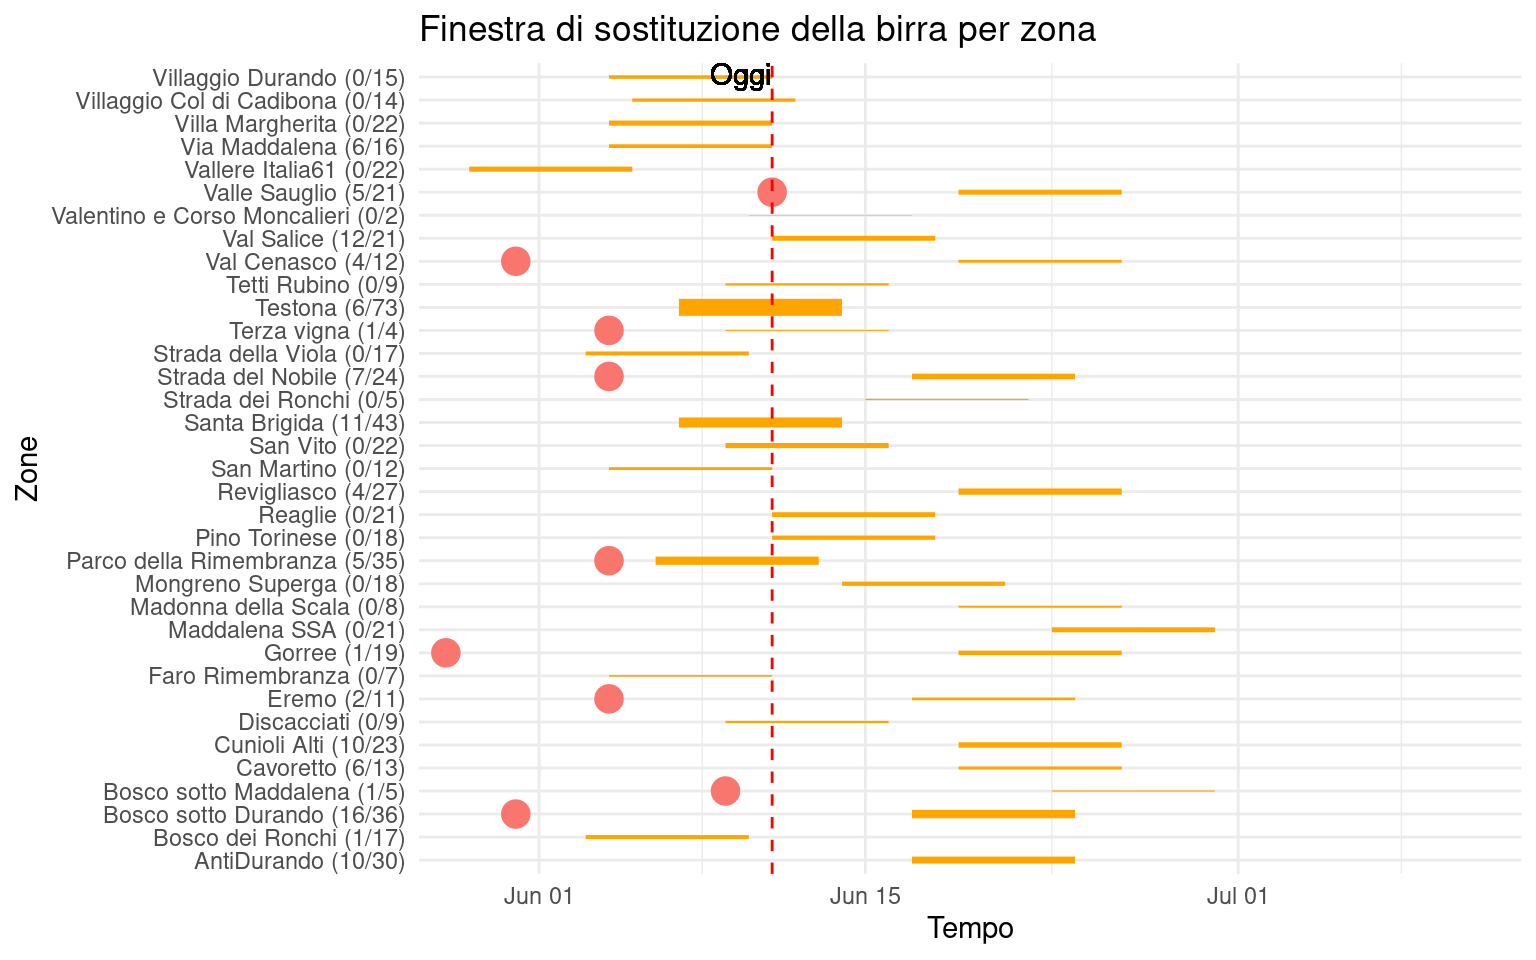 Finestra di sostituzione della birra per zona
Oggi
Villaggio Durando (0/15)
Villaggio Col di Cadibona (0/14)
Villa Margherita (0/22)
Via Maddalena (6/16)
Vallere Italia61 (0/22)
Valle Sauglio (5/21)
Valentino e Corso Moncalieri (0/2)
Val Salice (12/21)
Val Cenasco (4/12)
Tetti Rubino (0/9)
Testona (6/73)
Terza vigna (1/4)
Strada della Viola (0/17)
Strada del Nobile (7/24)
Strada dei Ronchi (0/5)
Santa Brigida (11/43)
San Vito (0/22)
San Martino (0/12)
Revigliasco (4/27)
Reaglie (0/21)
Pino Torinese (0/18)
Parco della Rimembranza (5/35)
Mongreno Superga (0/18)
Madonna della Scala (0/8)
Maddalena SSA (0/21)
Gorree (1/19)
Faro Rimembranza (0/7)
Eremo (2/11)
Discacciati (0/9)
Cunioli Alti (10/23)
Cavoretto (6/13)
Bosco sotto Maddalena (1/5)
Bosco sotto Durando (16/36)
Bosco dei Ronchi (1/17)
AntiDurando (10/30)
Zone
Jun 01 Jun 15 Jul 01
Tempo